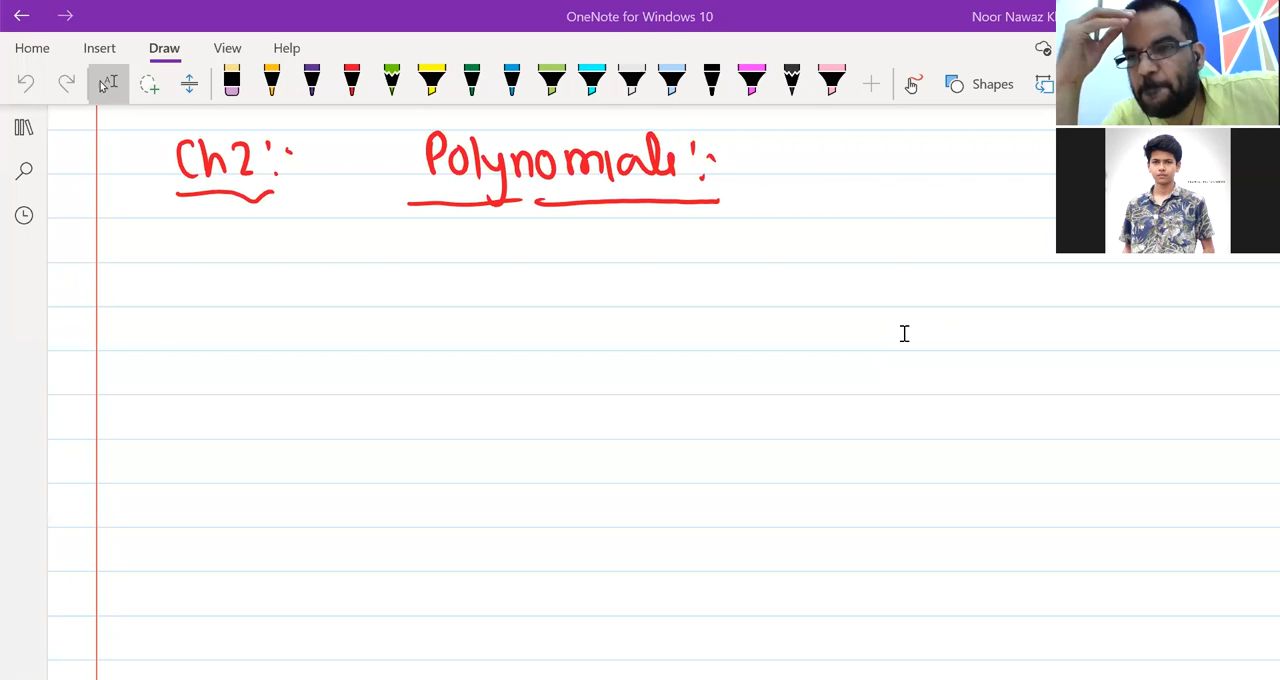 OneNote for Windows 10
Noor Nawaz
Home Insert Draw View Help
Shapes
Ch2:
Polynomials: